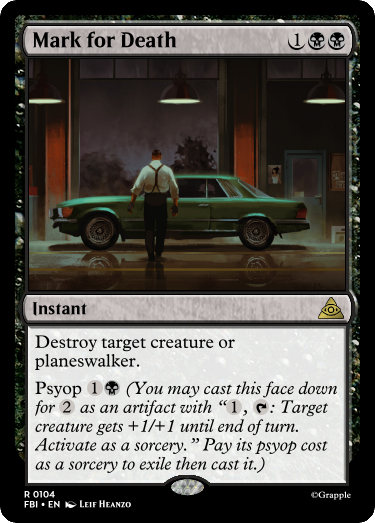 Mark for Death 1
Instant
Destroy target creature or
planeswalker.
Psyop 1 (You may cast this face down
for 2 as an artifact with “1, : Target
creature gets +1/+1 until end of turn.
Activate as a sorcery.” Pay its psyop cost
as a sorcery to exile then cast it.)
R 0104
FBI • EN Leif Heanzo
©Grapple